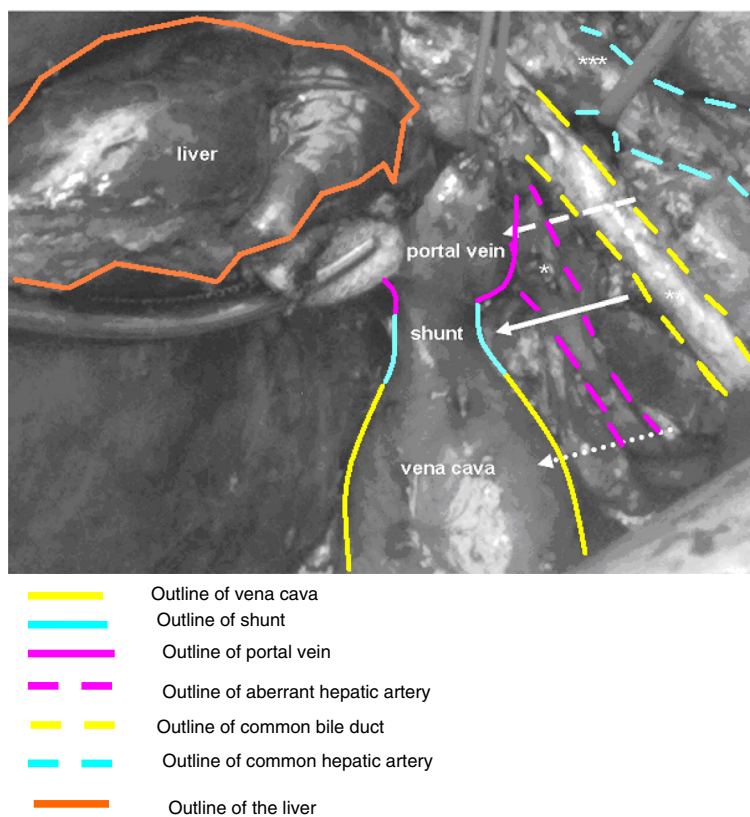 ***
liver
portal vein
*
**
shunt
vena cava
Outline of vena cava
Outline of shunt
Outline of portal vein
Outline of aberrant hepatic artery
Outline of common bile duct
Outline of common hepatic artery
Outline of the liver